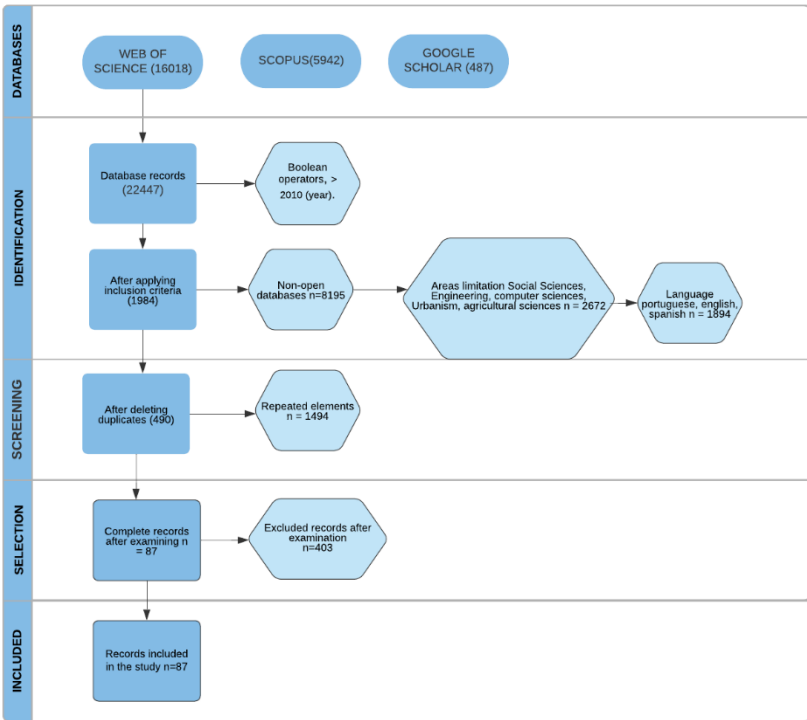 DATABASES
WEB OF
SCIENCE (16018)
SCOPUS(5942)
GOOGLE
SCHOLAR (487)
IDENTIFICATION
Database records
(22447)
Boolean
operators, >
2010 (year).
After applying
inclusion criteria
(1984)
Non-open
databases n=8195
Areas limitation Social Sciences,
Engineering, computer sciences,
Urbanism, agricultural sciences n = 2672
Language
portuguese, english,
spanish n = 1894
SCREENING
After deleting
duplicates (490)
Repeated elements
n = 1494
SELECTION
Complete records
after examining n
= 87
Excluded records after
examination
n=403
INCLUDED
Records included
in the study n=87